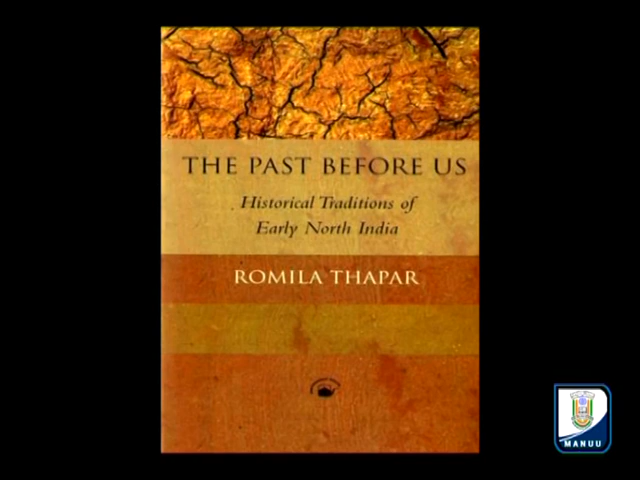 THE PAST BEFORE US
Historical Traditions of
Early North India
ROMILA THAPAR
MANUU